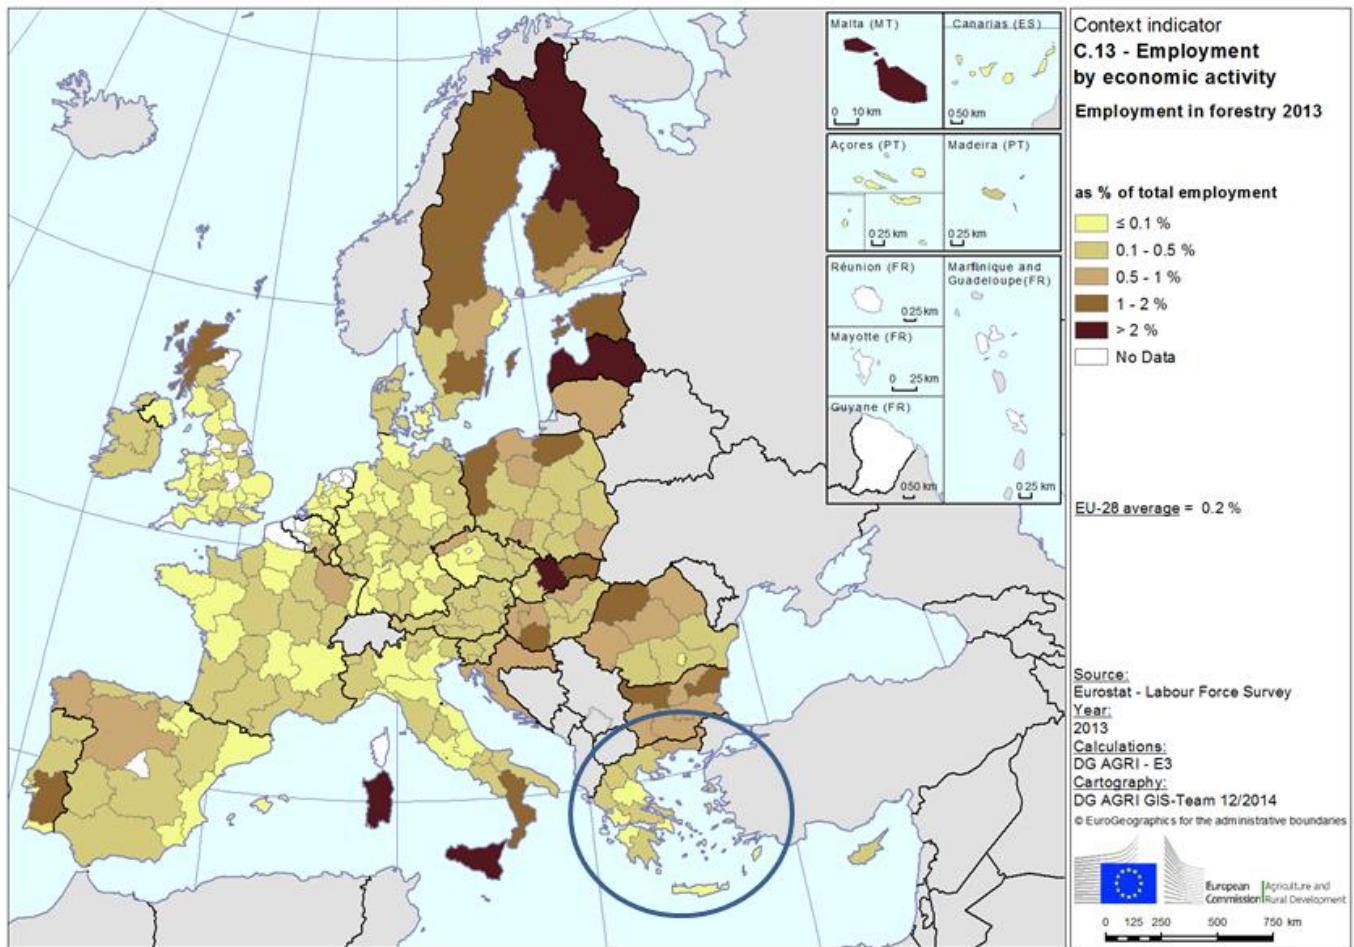 Malta (MT)
0 10 km
Canarias (ES)
0 50 km
Açores (PT)
0 25 km
Madeira (PT)
0 25 km
Réunion (FR)
0 25 km
Mayotte (FR)
0 25 km
Guyane (FR)
0 50 km
Martinique and
Guadeloupe(FR)
0 25 km
Context indicator
C.13 - Employment
by economic activity
Employment in forestry 2013
as % of total employment
≤ 0.1 %
0.1 - 0.5 %
0.5 - 1 %
1 - 2 %
> 2 %
No Data
EU-28 average = 0.2 %
Source:
Eurostat - Labour Force Survey
Year:
2013
Calculations:
DG AGRI - E3
Cartography:
DG AGRI GIS-Team 12/2014
© EuroGeographics for the administrative boundaries
European
Commission
Agriculture and
Rural Development
0 125 250 500 750 km